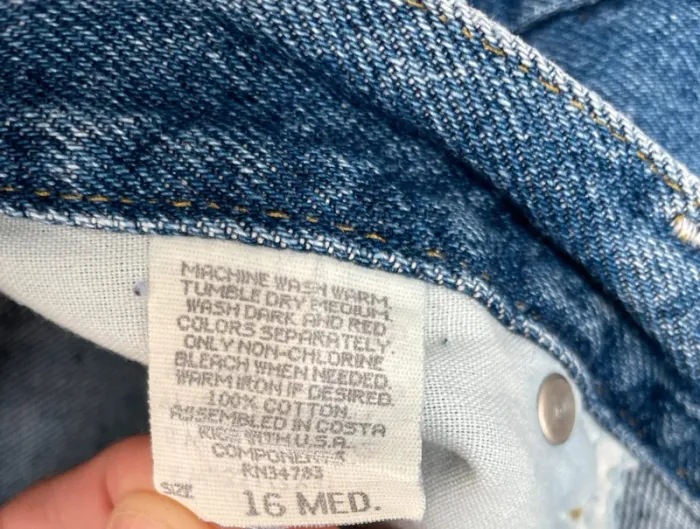 MACHINE WASH WARM.
TUMBLE DRY MEDIUM.
WASH DARK AND RED
COLORS SEPARATELY.
ONLY NON-CHLORINE
BLEACH WHEN NEEDED.
WARM IRON IF DESIRED.
100% COTTON
ASSEMBLED IN COSTA
RICA WITH U.S.A.
COMPONENTS
RN34783
SIZE 16 MED.